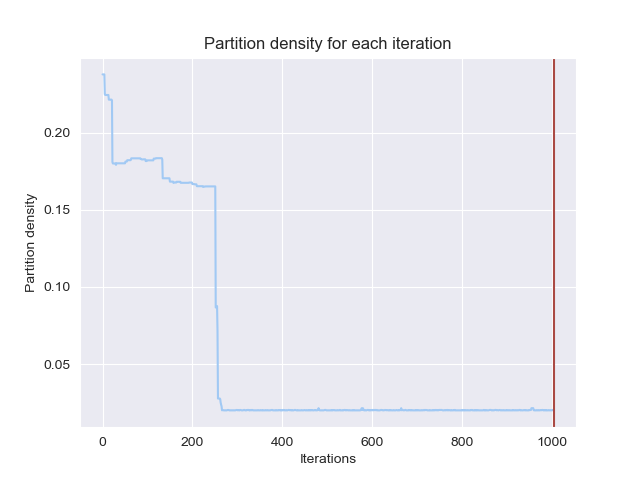 Partition density for each iteration
Partition density
0.20
0.15
0.10
0.05
0 200 400 600 800 1000
Iterations